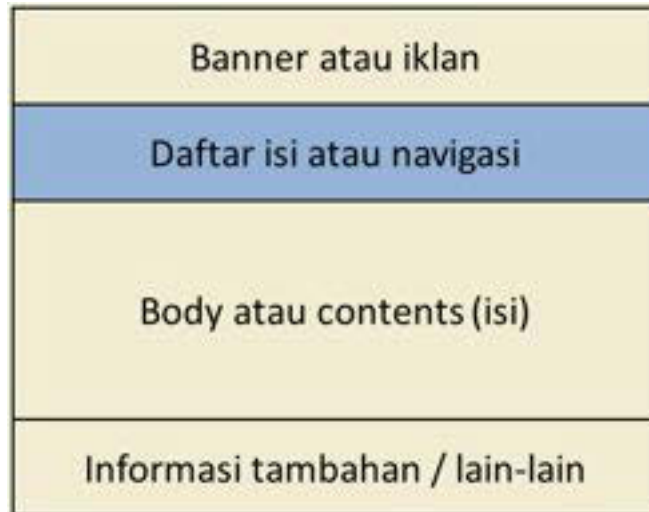 Banner atau iklan
Daftar isi atau navigasi
Body atau contents (isi)
Informasi tambahan / lain-lain